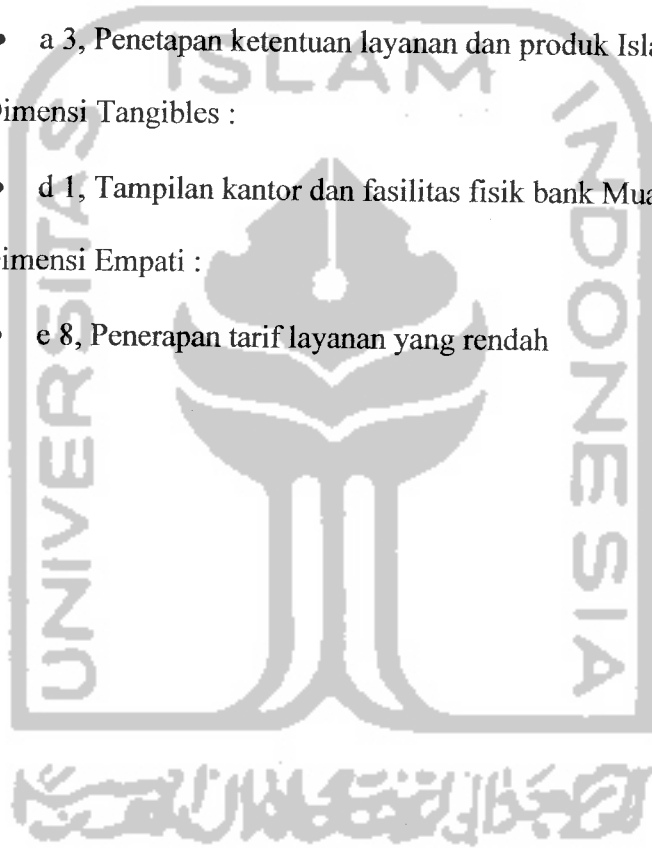 • a 3, Penetapan ketentuan layanan dan produk Isla
imensi Tangibles :
• d 1, Tampilan kantor dan fasilitas fisik bank Mua
imensi Empati :
e 8, Penerapan tarif layanan yang rendah
ISLAM
UNIVERSITAS
INDONESIA